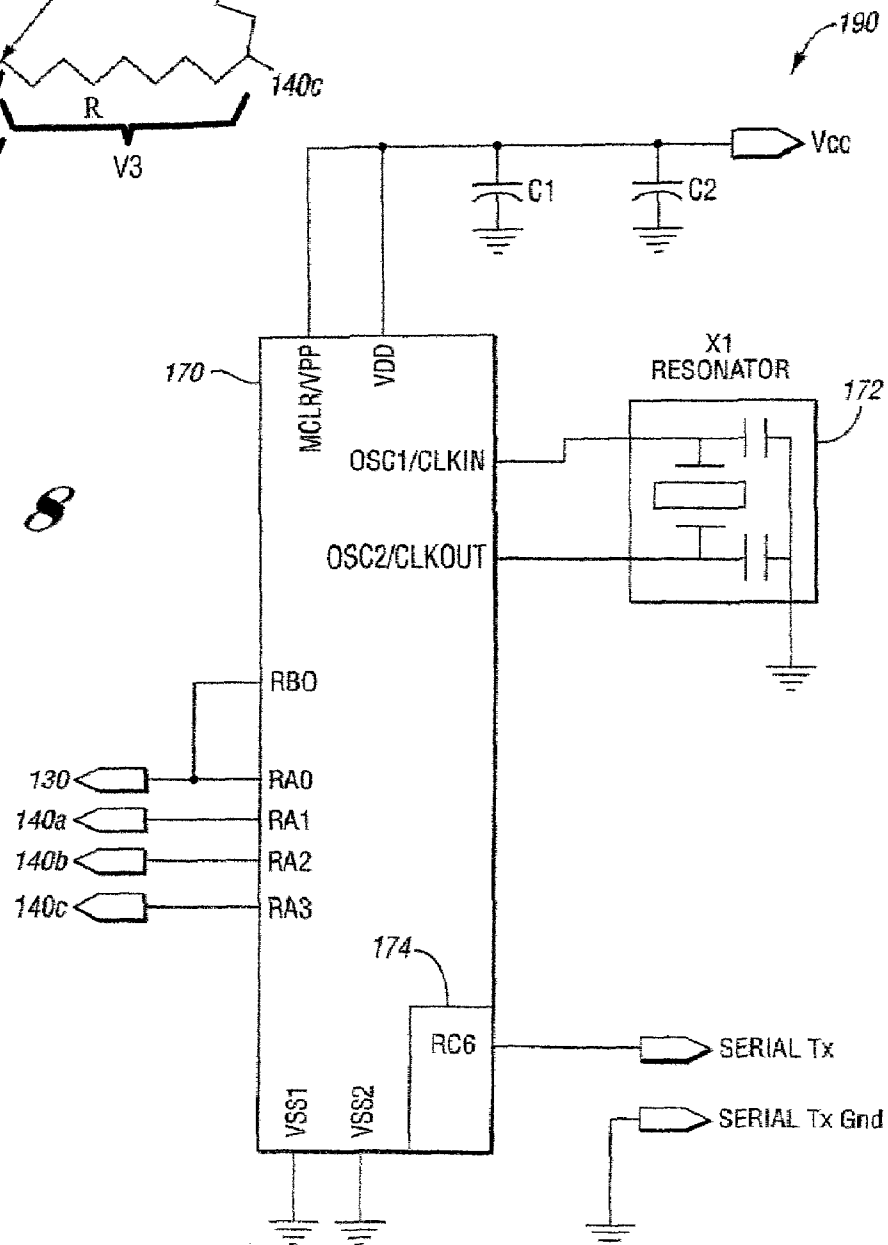 190
140c
R
V3
Vcc
C1
C2
X1
RESONATOR
170
172
MCLR/VPP
VDD
OSC1/CLKIN
OSC2/CLKOUT
RBO
130
RA0
140a
RA1
140b
RA2
140c
RA3
174
RC6
SERIAL Tx
VSS1
VSS2
SERIAL Tx Gnd